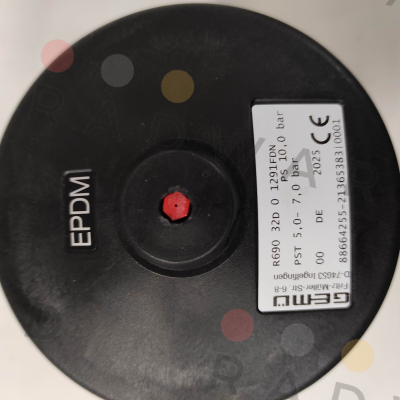 EPDM
GEMÜ
Fritz-Müller-Str. 6-8
D-74653 Ingelfingen
R690 32D 0 1291FDN
PS 10,0 bar
PST 5,0- 7,0 bar
00 DE 2025 CE
88664255-21365383|0001